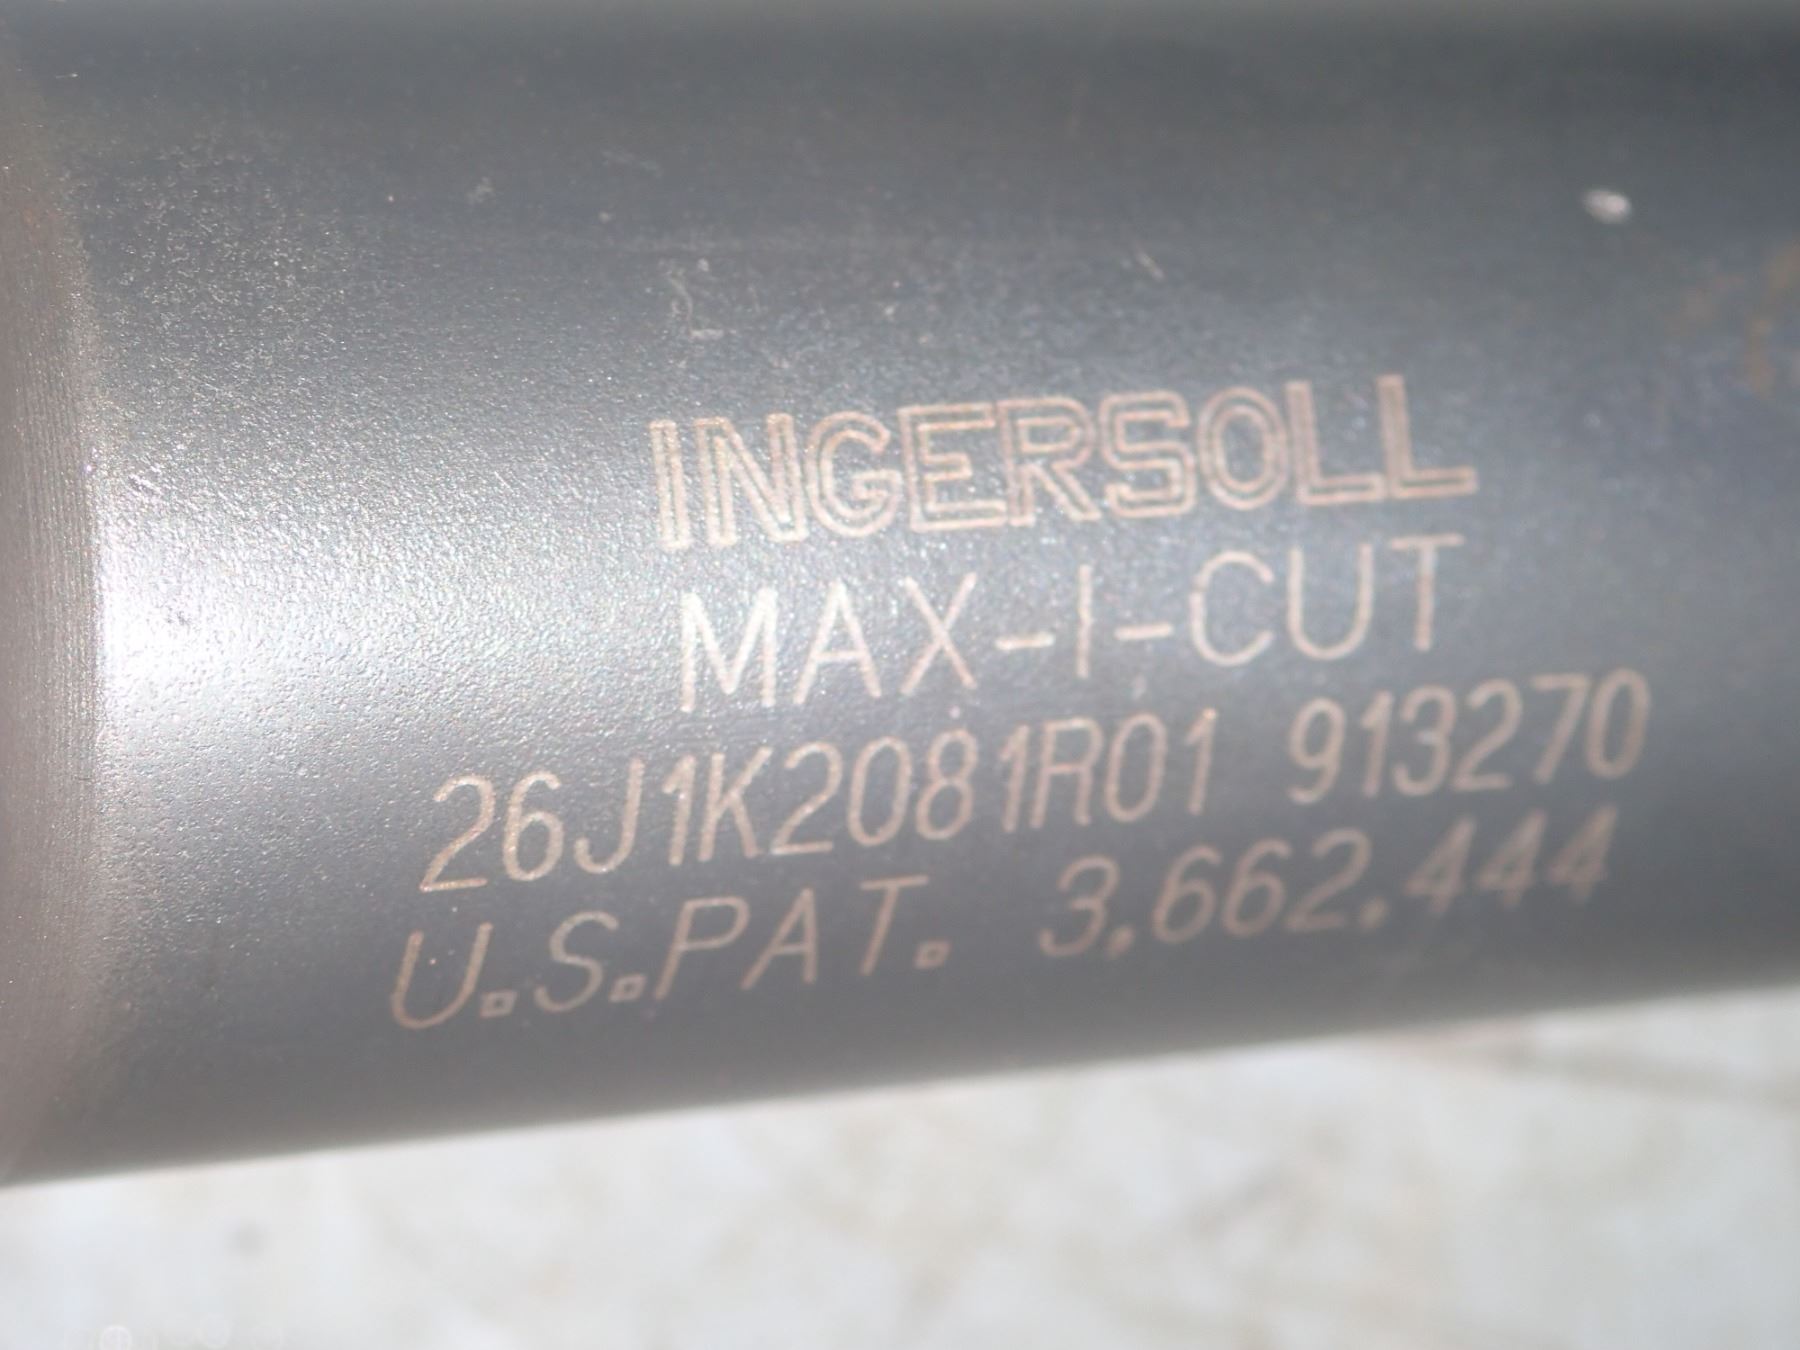 INGERSOLL
MAX-I-CUT
26J1K2081R01 913270
U.S.PAT. 3,662,444